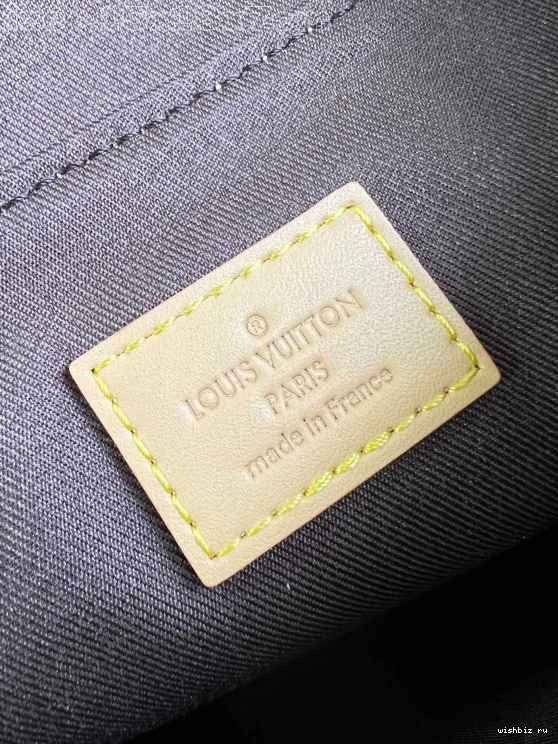 ®
LOUIS VUITTON
PARIS
made in France
wishbiz ru